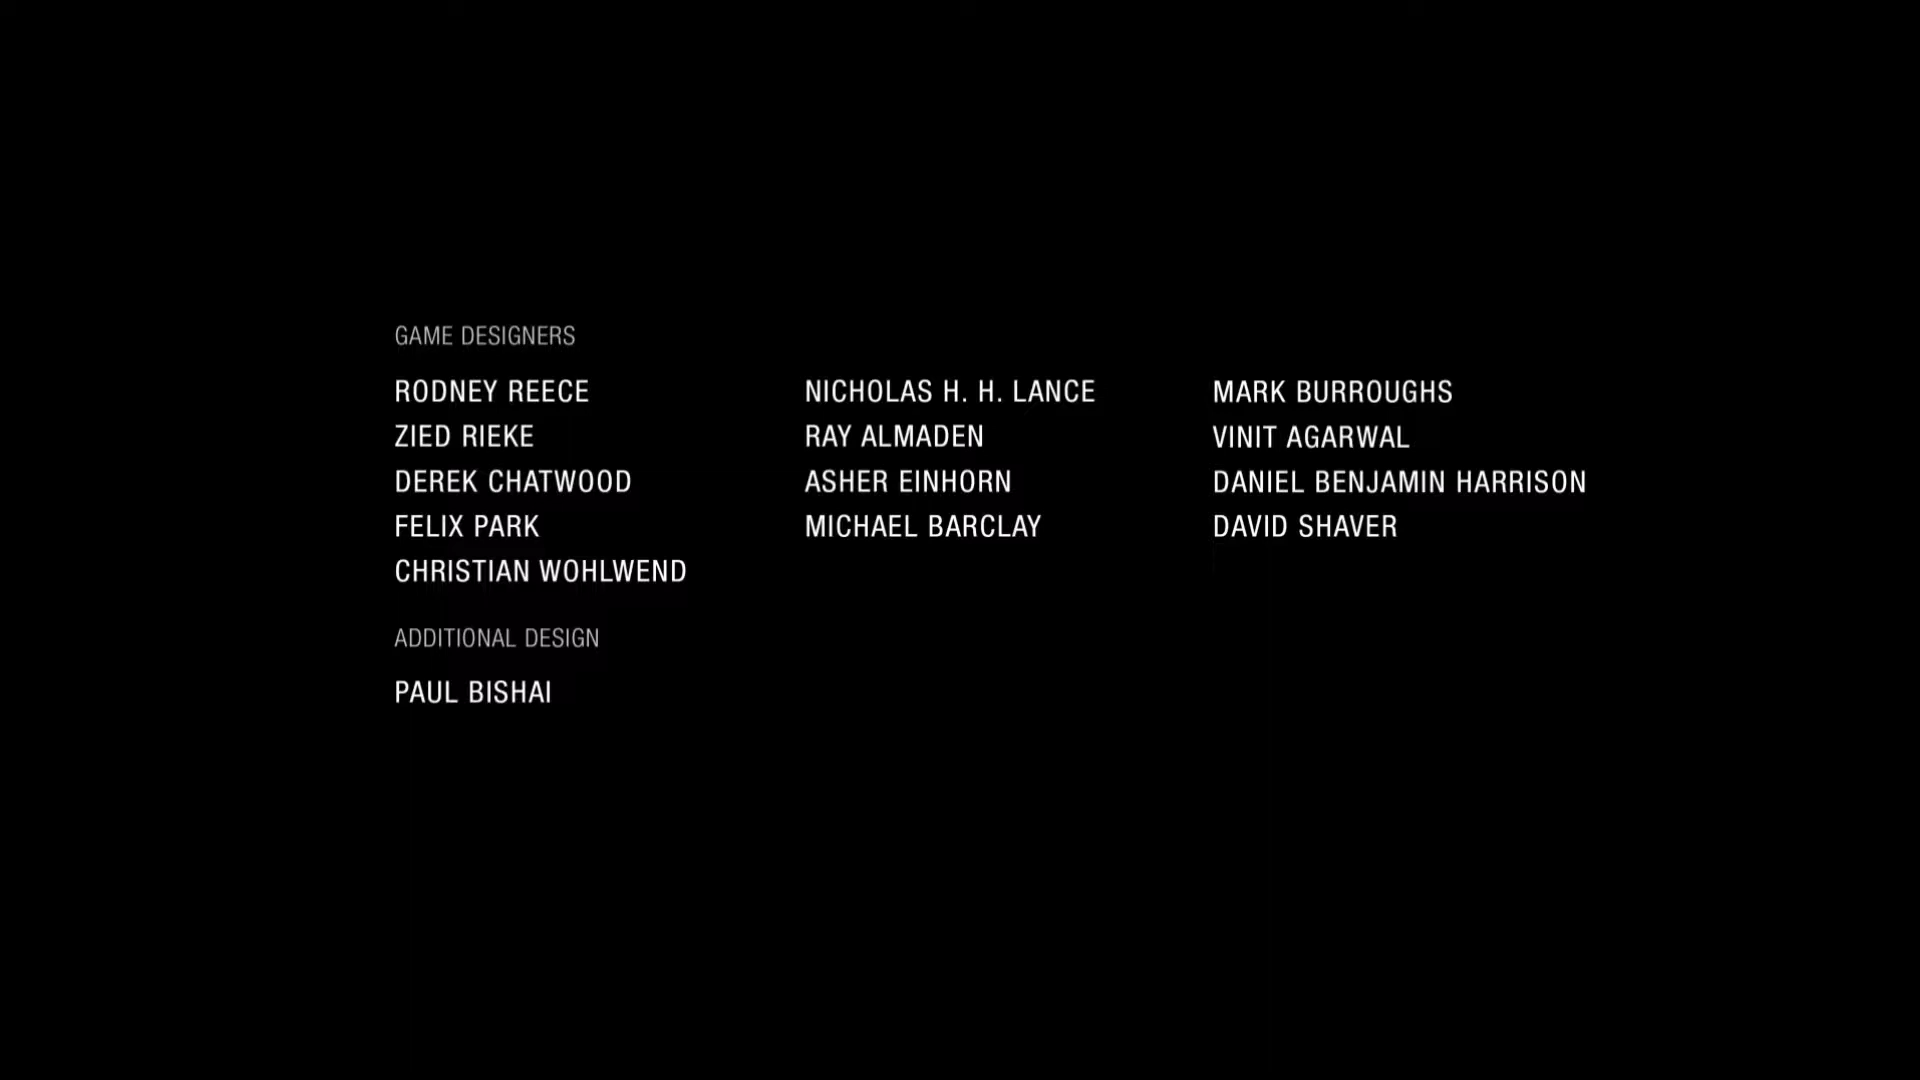 GAME DESIGNERS
RODNEY REECE
ZIED RIEKE
DEREK CHATWOOD
FELIX PARK
CHRISTIAN WOHLWEND
NICHOLAS H. H. LANCE
RAY ALMADEN
ASHER EINHORN
MICHAEL BARCLAY
MARK BURROUGHS
VINIT AGARWAL
DANIEL BENJAMIN HARRISON
DAVID SHAVER
ADDITIONAL DESIGN
PAUL BISHAI